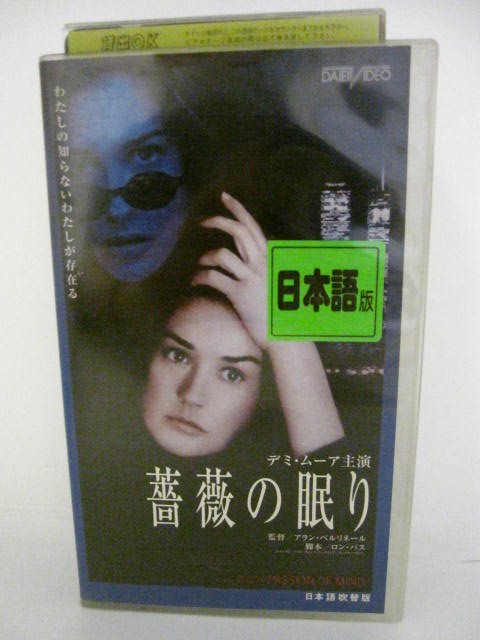 貸出OK
DAIEI VIDEO
わたしの知らないわたしが存在る
日本語版
デミ・ムーア主演
薔薇の眠り
監督/アラン・ベルリネール
脚本/ロン・バス
PASSION OF MIND
日本語吹替版